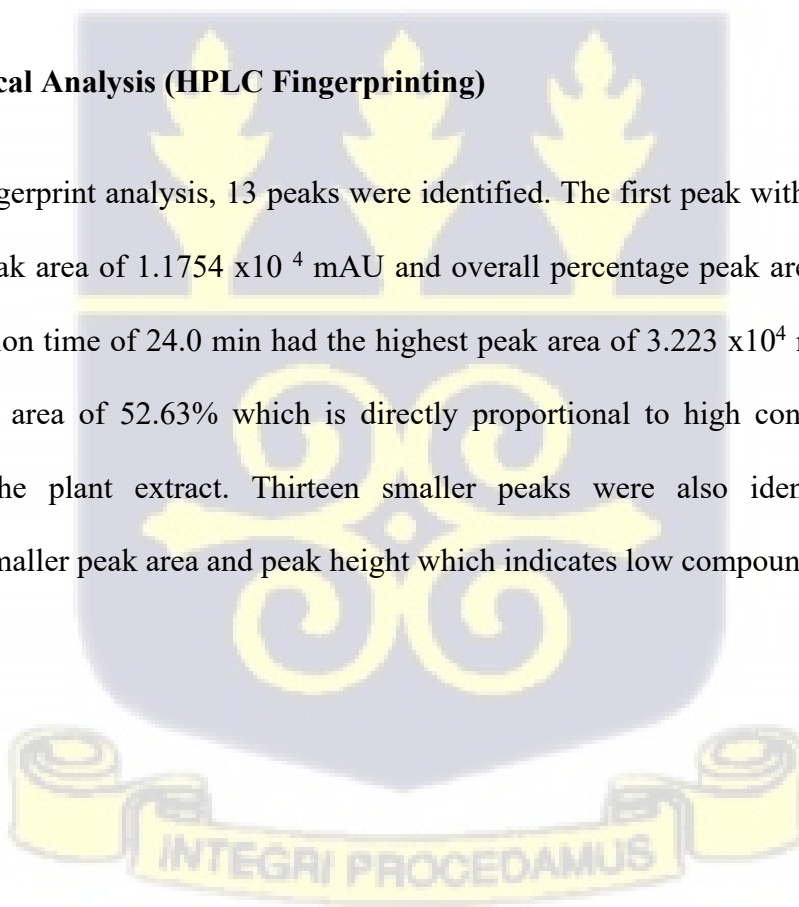 cal Analysis (HPLC Fingerprinting)
gerprint analysis, 13 peaks were identified. The first peak with
ak area of 1.1754 x10 ⁴ mAU and overall percentage peak are
ion time of 24.0 min had the highest peak area of 3.223 x10⁴ r
area of 52.63% which is directly proportional to high con
he plant extract. Thirteen smaller peaks were also iden
maller peak area and peak height which indicates low compoun
INTEGRI PROCEDAMUS